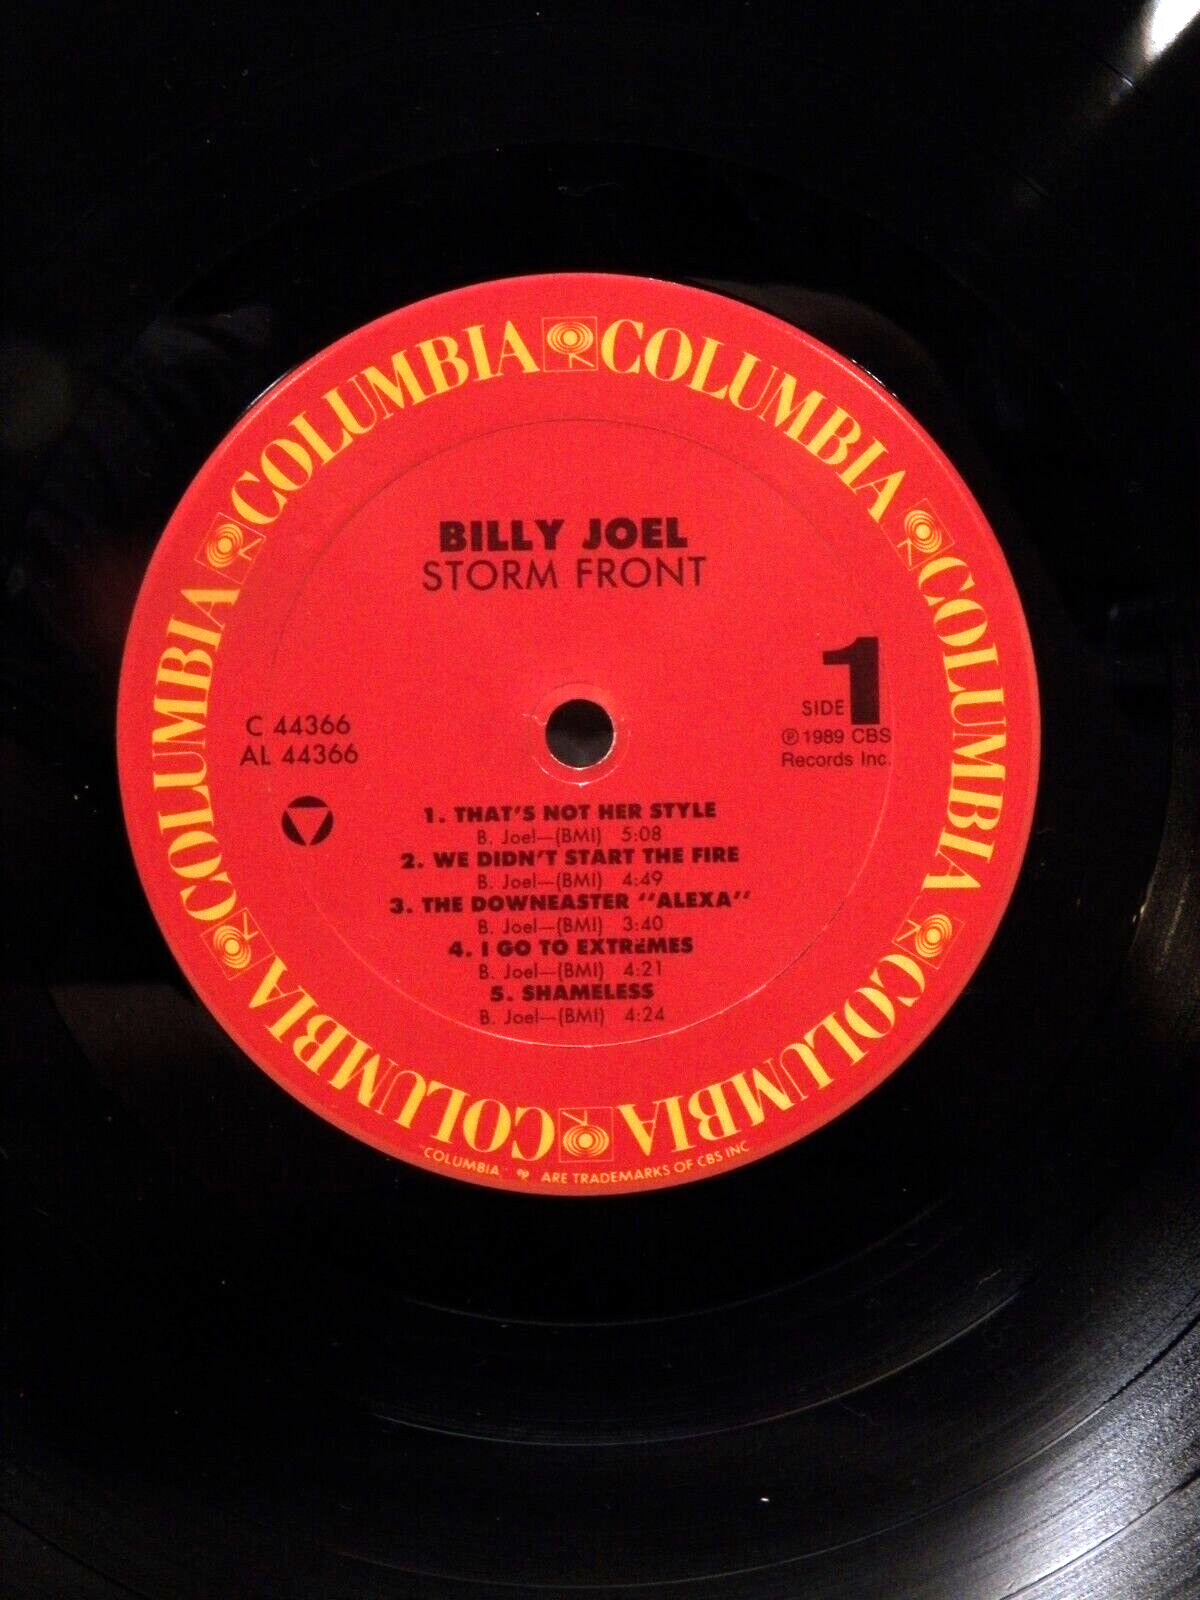 COLUMBIA COLUMBIA COLUMBIA COLUMBIA COLUMBIA COLUMBIA
BILLY JOEL
STORM FRONT
SIDE 1
C 44366
AL 44366
℗ 1989 CBS
Records Inc.
1. THAT'S NOT HER STYLE
B. Joel—(BMI) 5:08
2. WE DIDN'T START THE FIRE
B. Joel—(BMI) 4:49
3. THE DOWNEASTER "ALEXA"
B. Joel—(BMI) 3:40
4. I GO TO EXTREMES
B. Joel—(BMI) 4:21
5. SHAMELESS
B. Joel—(BMI) 4:24
"COLUMBIA" ARE TRADEMARKS OF CBS INC